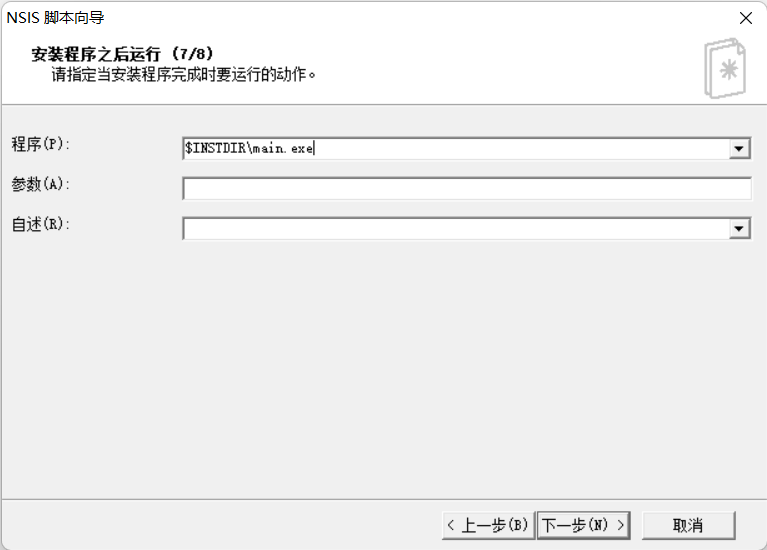 NSIS 脚本向导
安装程序之后运行 (7/8)
请指定当安装程序完成时要运行的动作。
程序(P):
$INSTDIR\main.exe
参数(A):
自述(R):
< 上一步(B)
下一步(N) >
取消